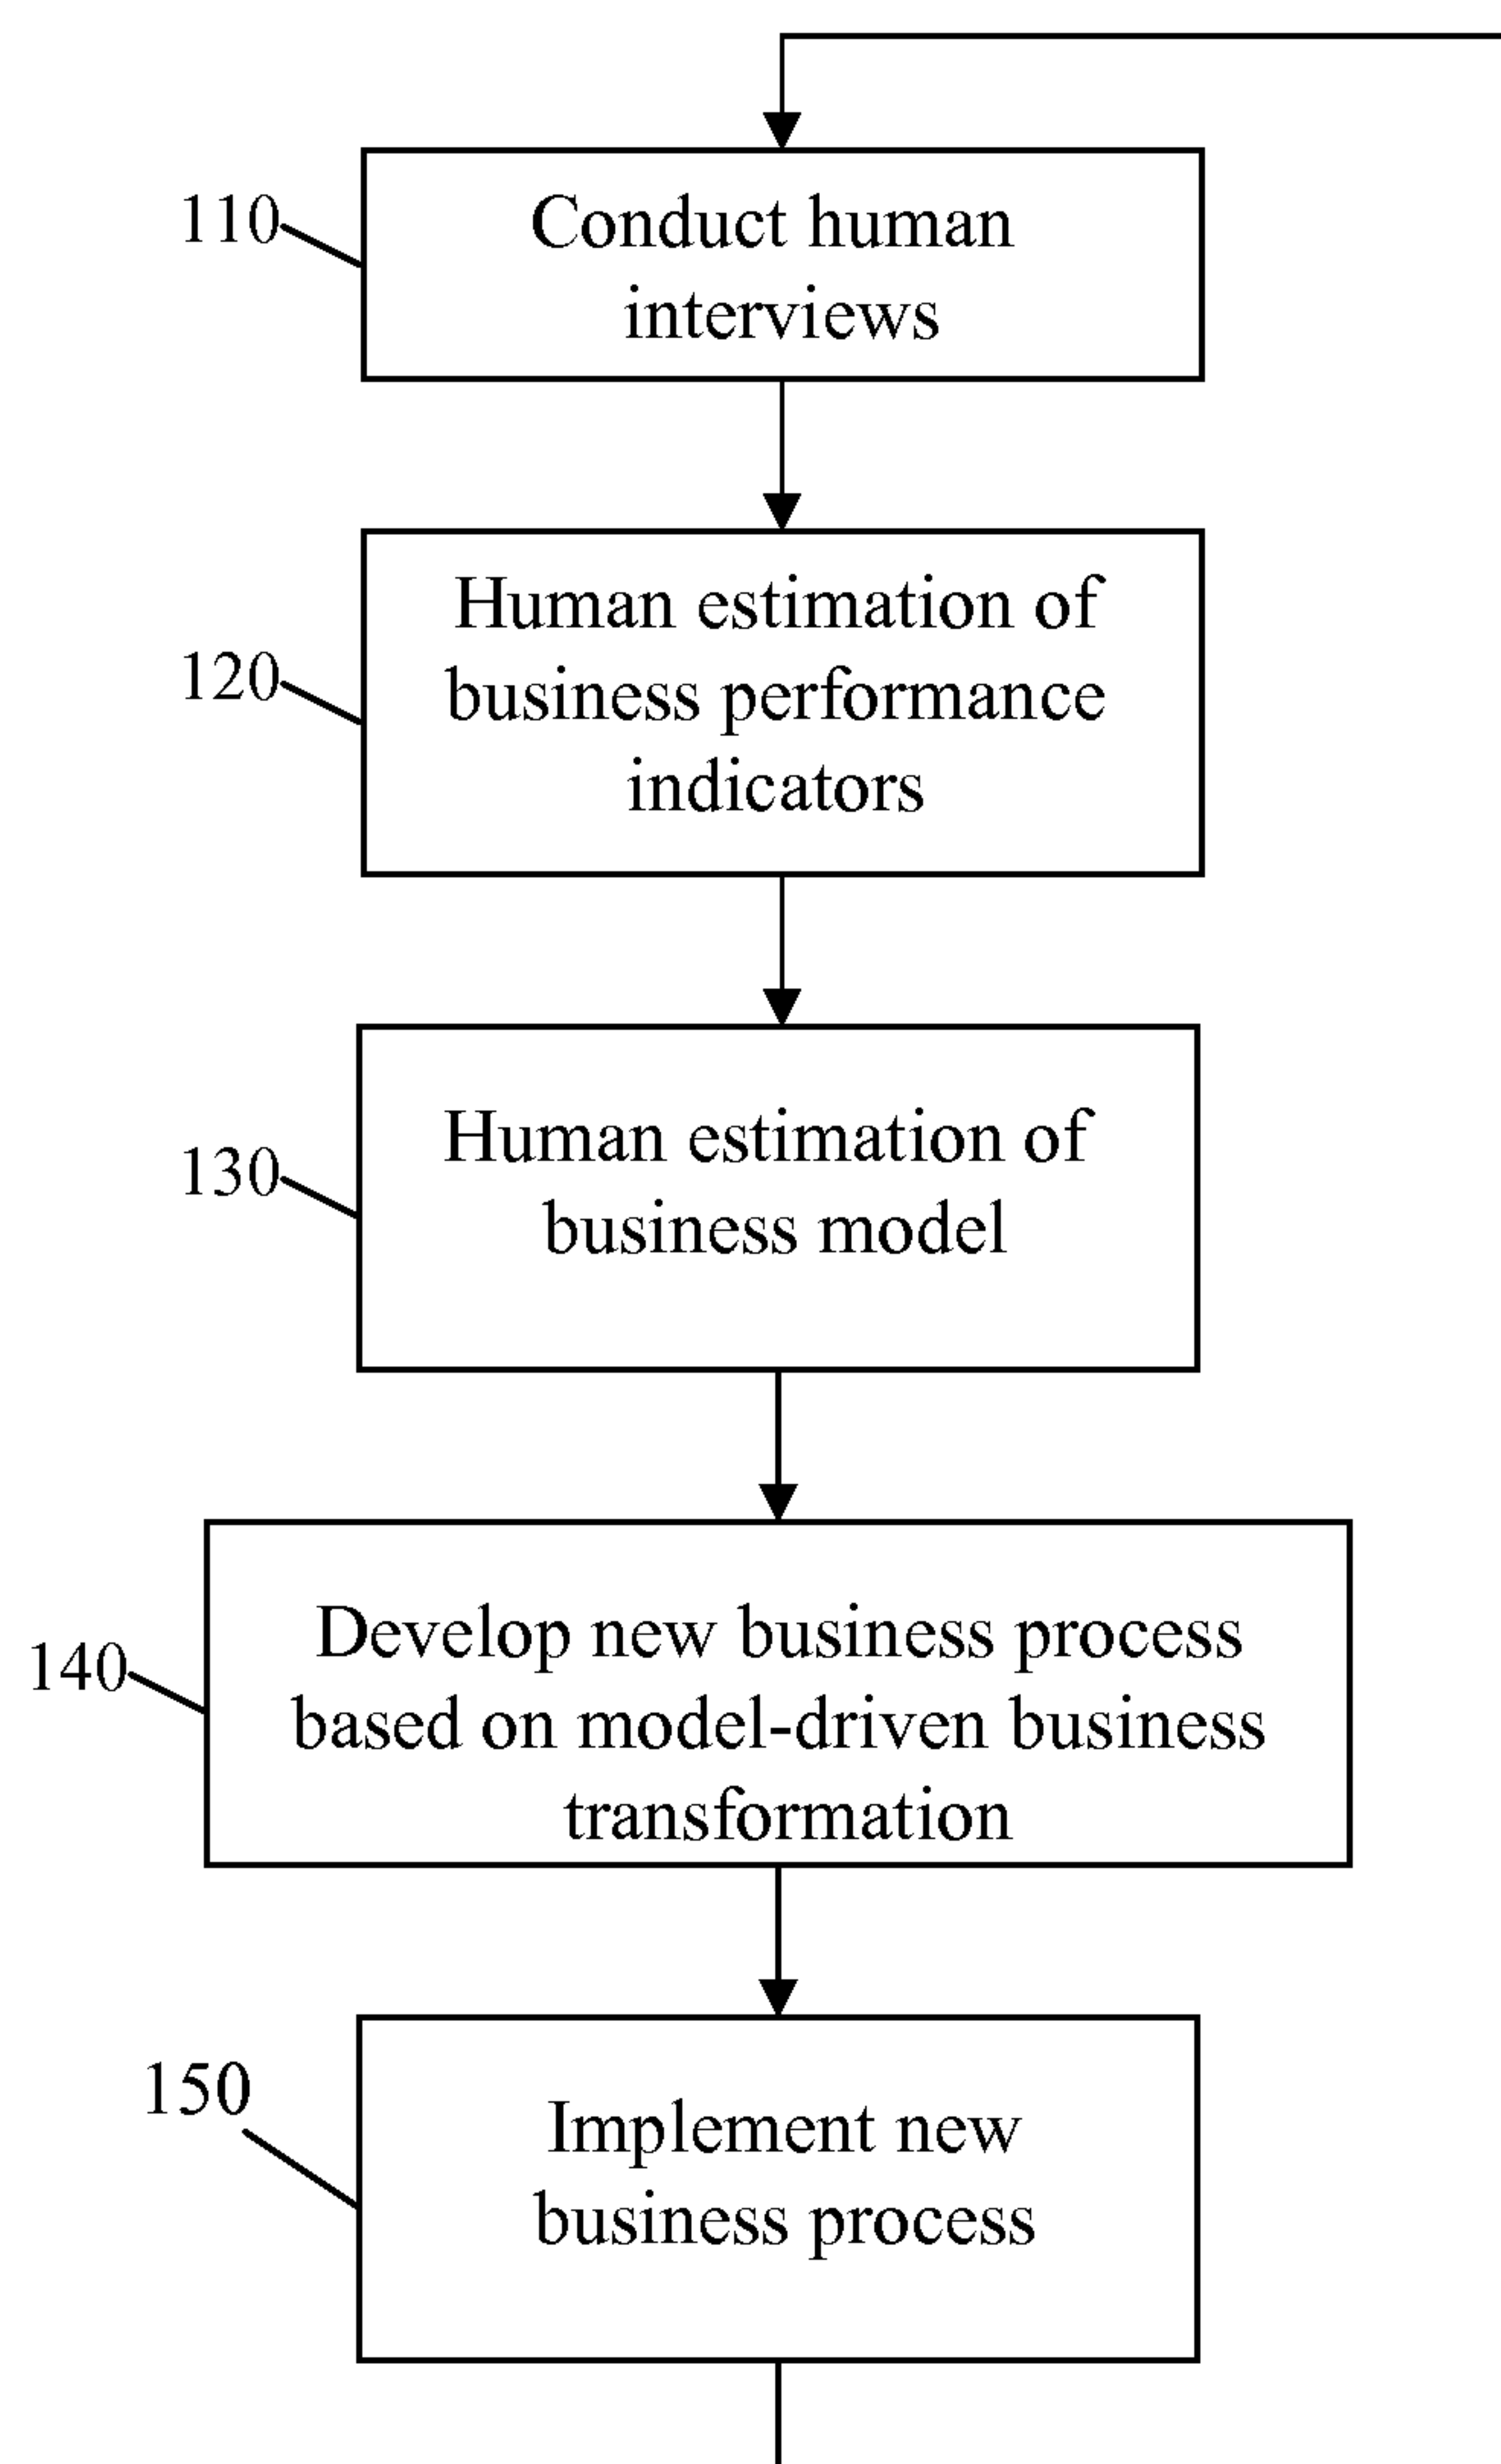 110
Conduct human
interviews
120
Human estimation of
business performance
indicators
130
Human estimation of
business model
140
Develop new business process
based on model-driven business
transformation
150
Implement new
business process